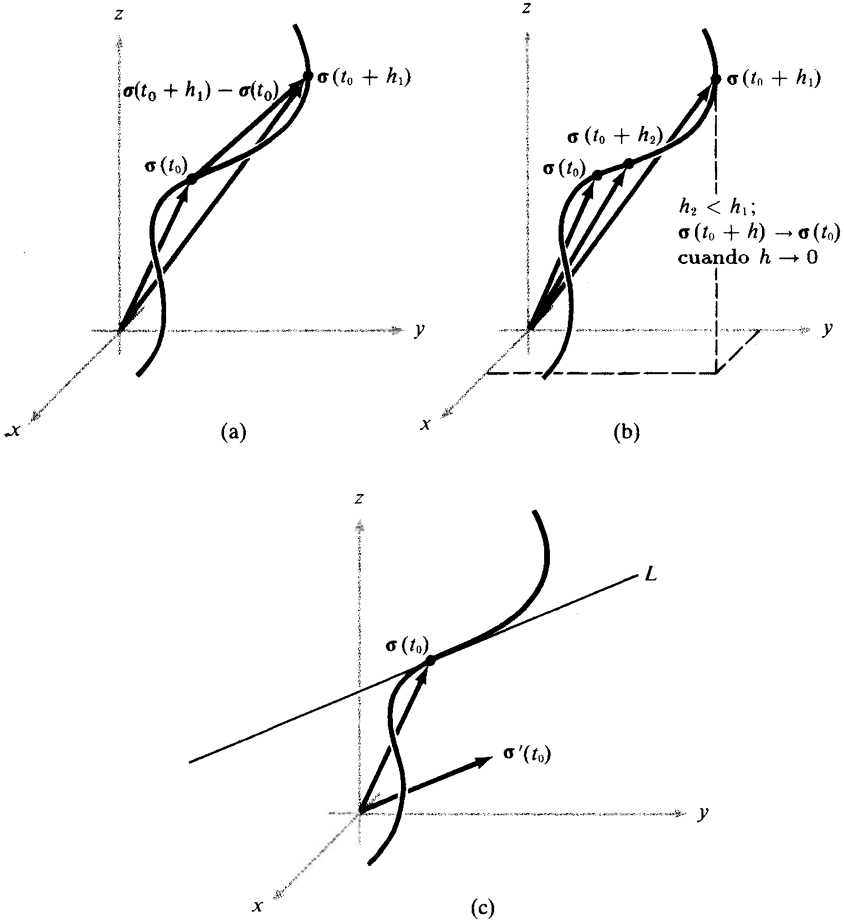 z
σ(t₀ + h₁) − σ(t₀)
σ(t₀ + h₁)
σ(t₀)
y
x
(a)
z
σ(t₀ + h₁)
σ(t₀ + h₂)
σ(t₀)
h₂ < h₁;
σ(t₀ + h) → σ(t₀)
cuando h → 0
y
x
(b)
z
L
σ(t₀)
σ′(t₀)
y
x
(c)